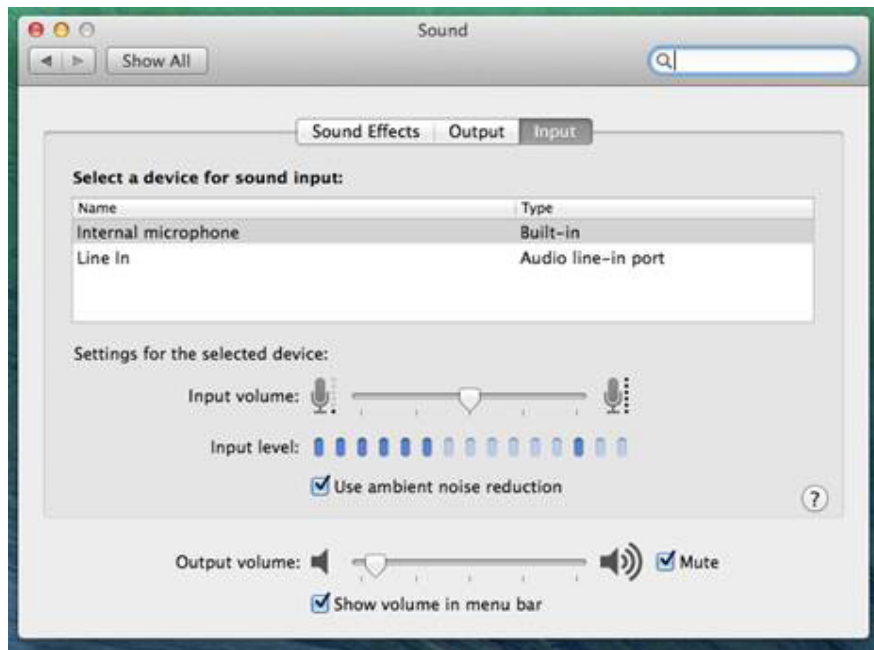 Sound
Show All
Sound Effects Output Input
Select a device for sound input:
Name Type
Internal microphone Built-in
Line In Audio line-in port
Settings for the selected device:
Input volume:
Input level:
Use ambient noise reduction
?
Output volume: Mute
Show volume in menu bar